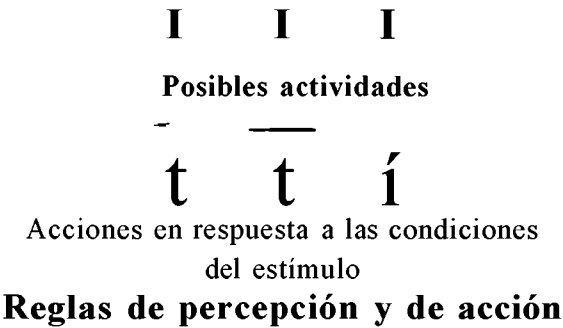 I I I
Posibles actividades
t t í
Acciones en respuesta a las condiciones
del estímulo
Reglas de percepción y de acción